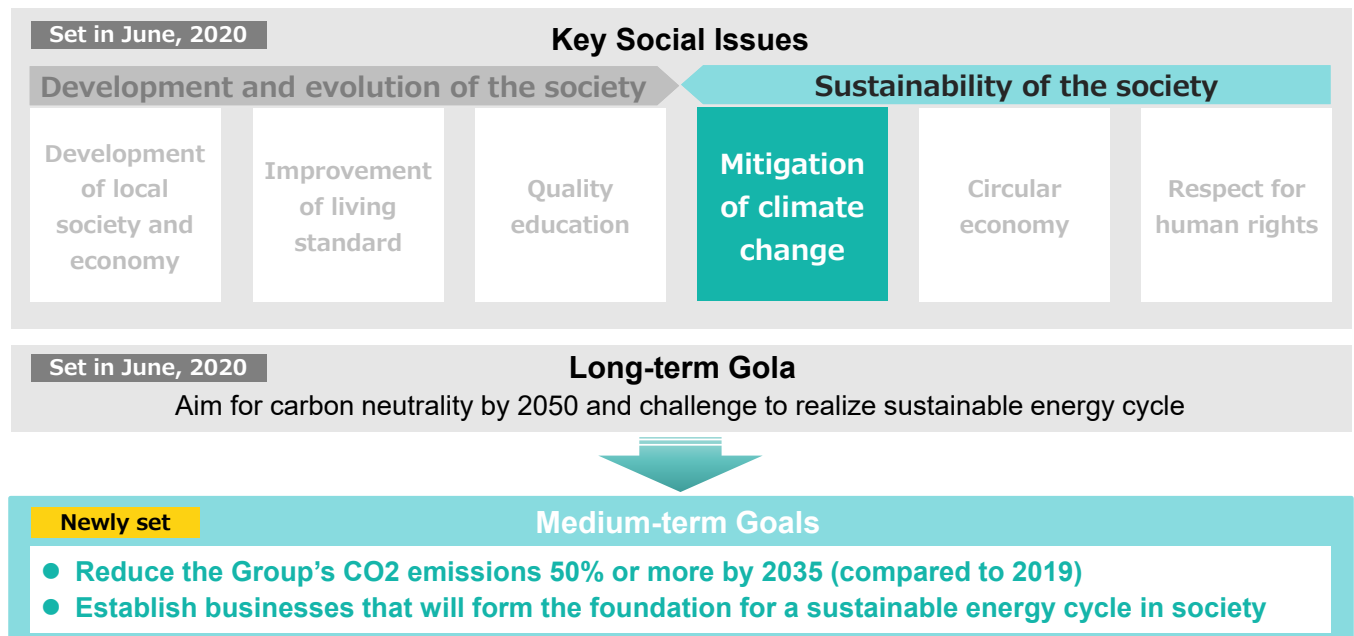 Set in June, 2020
Key Social Issues
Development and evolution of the society
Sustainability of the society
Development
of local
society and
economy
Improvement
of living
standard
Quality
education
Mitigation
of climate
change
Circular
economy
Respect for
human rights
Set in June, 2020
Long-term Gola
Aim for carbon neutrality by 2050 and challenge to realize sustainable energy cycle
Newly set
Medium-term Goals
● Reduce the Group's CO2 emissions 50% or more by 2035 (compared to 2019)
● Establish businesses that will form the foundation for a sustainable energy cycle in society